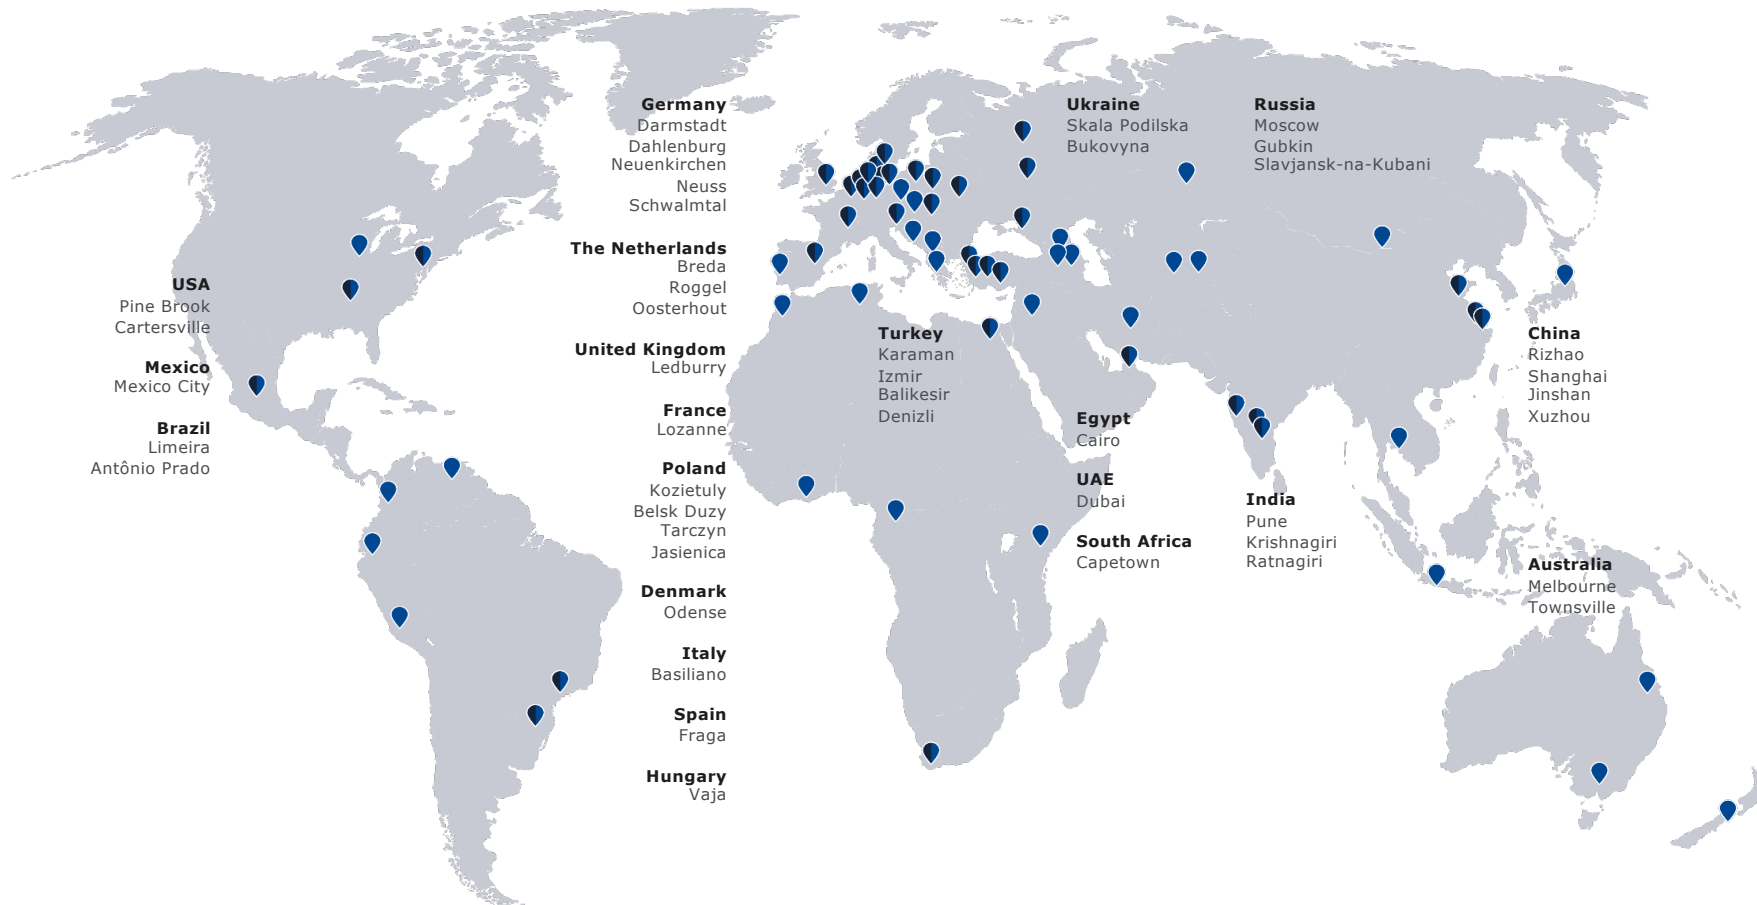 USA
Pine Brook
Cartersville
Mexico
Mexico City
Brazil
Limeira
Antônio Prado
Germany
Darmstadt
Dahlenburg
Neuenkirchen
Neuss
Schwalmtal
The Netherlands
Breda
Roggel
Oosterhout
United Kingdom
Ledburry
France
Lozanne
Poland
Kozietuly
Belsk Duzy
Tarczyn
Jasienica
Denmark
Odense
Italy
Basiliano
Spain
Fraga
Hungary
Vaja
Turkey
Karaman
Izmir
Balikesir
Denizli
Ukraine
Skala Podilska
Bukovyna
Egypt
Cairo
UAE
Dubai
South Africa
Capetown
Russia
Moscow
Gubkin
Slavjansk-na-Kubani
India
Pune
Krishnagiri
Ratnagiri
China
Rizhao
Shanghai
Jinshan
Xuzhou
Australia
Melbourne
Townsville